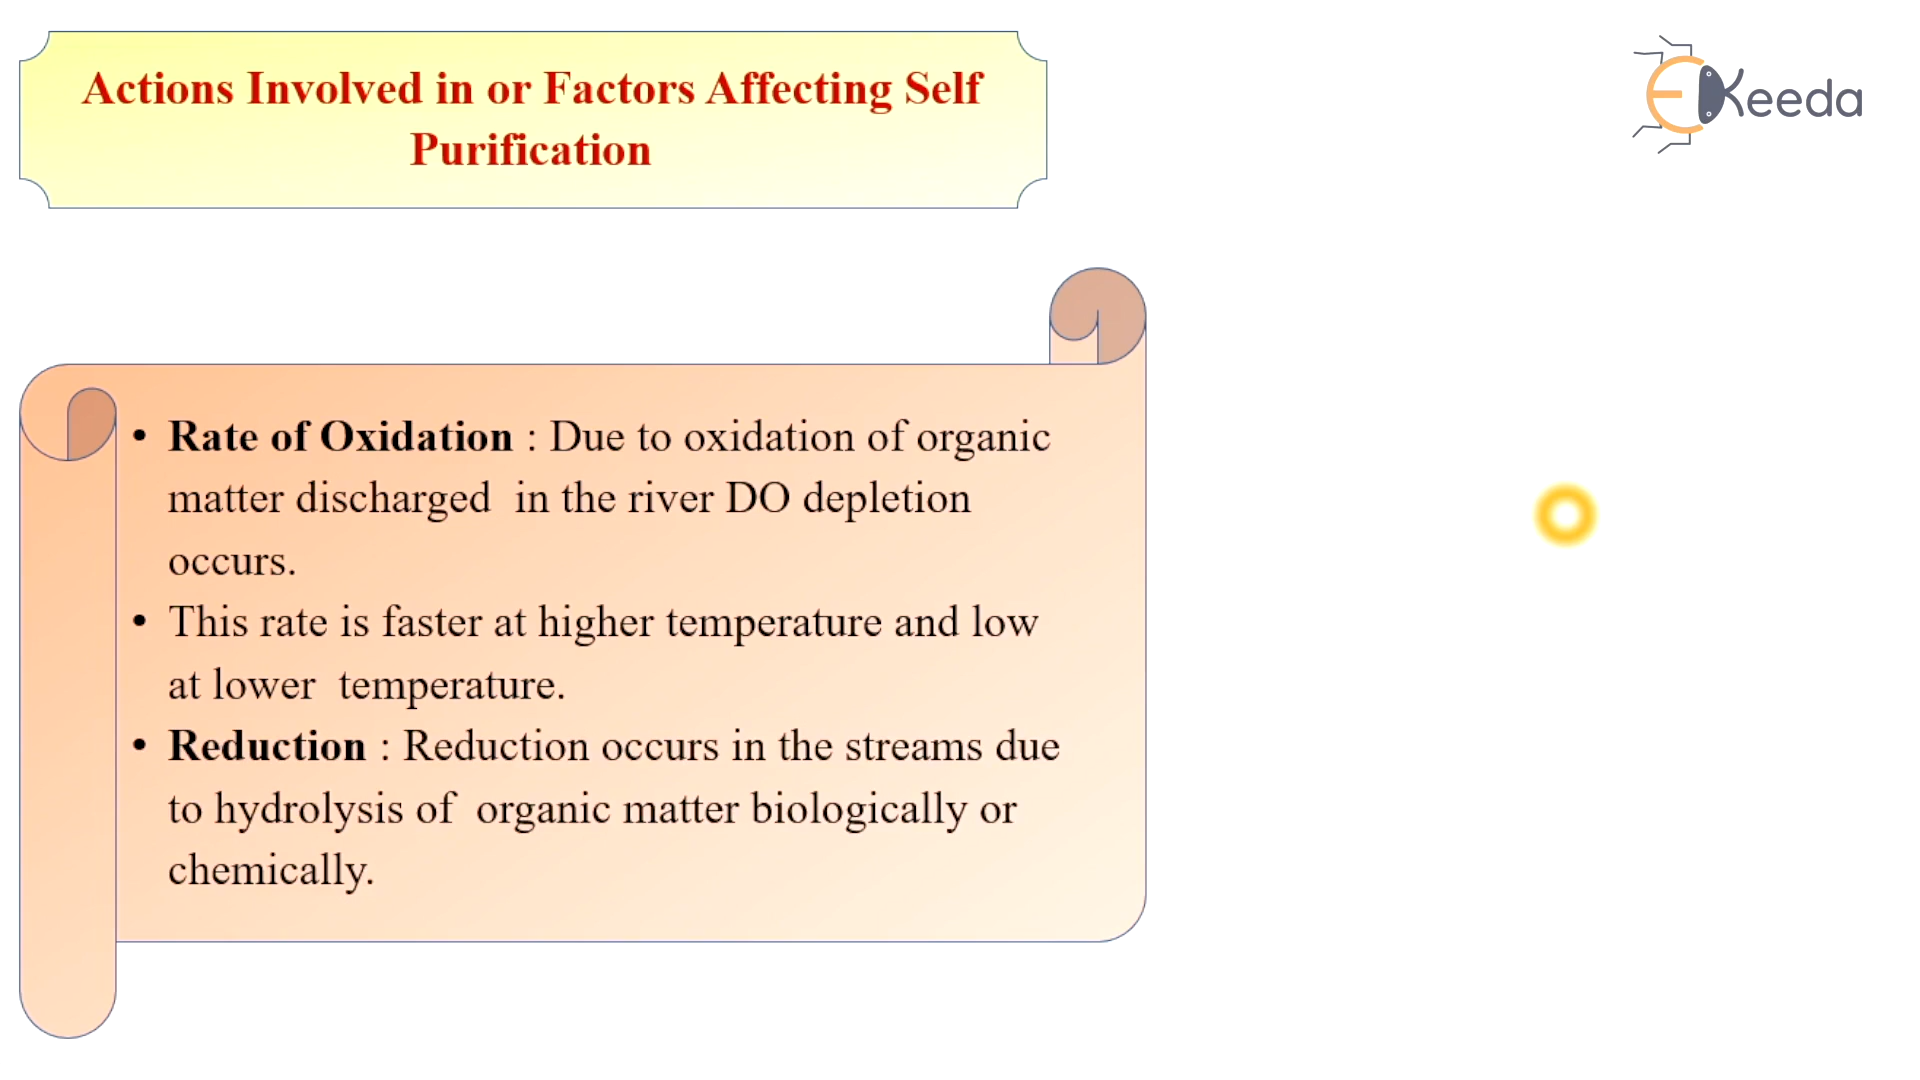 Actions Involved in or Factors Affecting Self
Purification
EKeeda
• Rate of Oxidation : Due to oxidation of organic
matter discharged in the river DO depletion
occurs.
• This rate is faster at higher temperature and low
at lower temperature.
• Reduction : Reduction occurs in the streams due
to hydrolysis of organic matter biologically or
chemically.